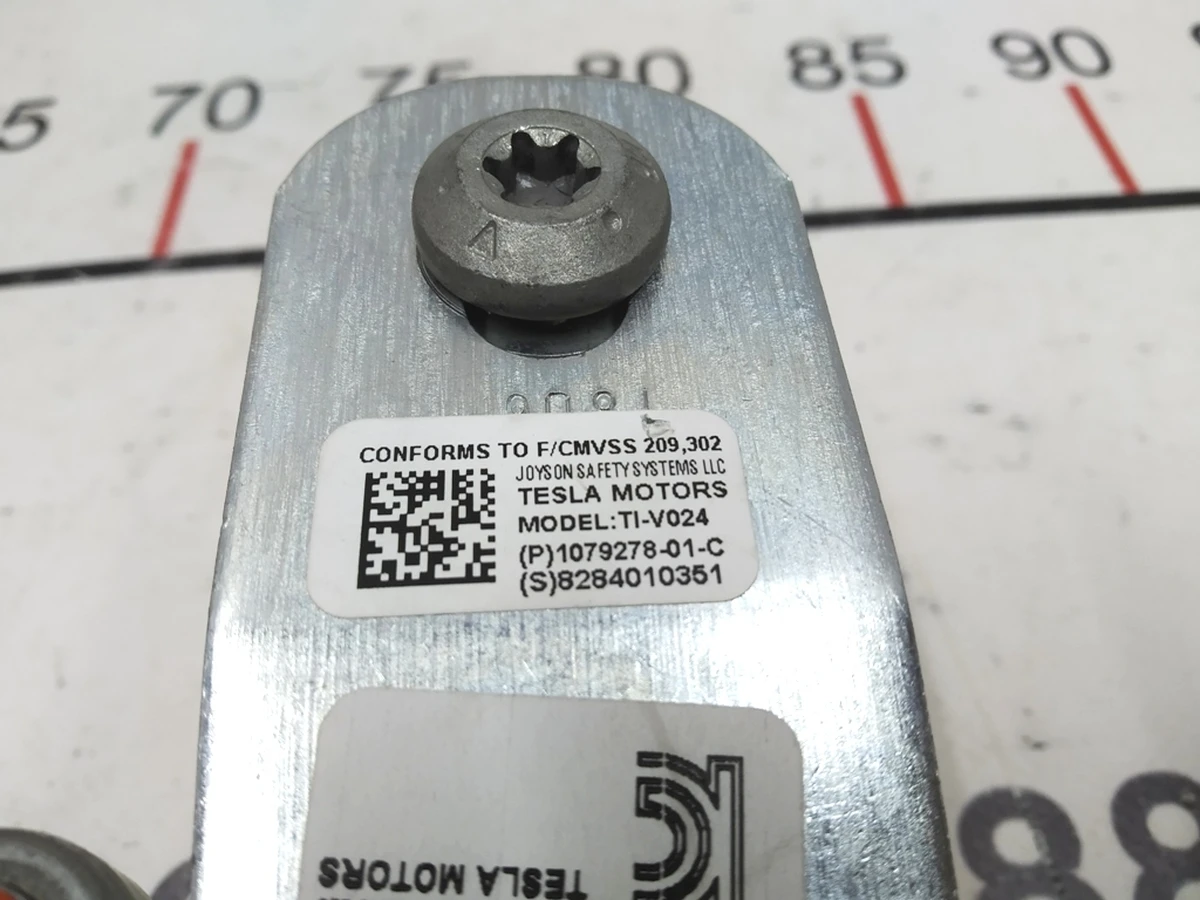 70
75
80
85
90
CONFORMS TO F/CMVSS 209,302
JOYSON SAFETY SYSTEMS LLC
TESLA MOTORS
MODEL:TI-V024
(P)1079278-01-C
(S)8284010351
TESLA MOTORS
88